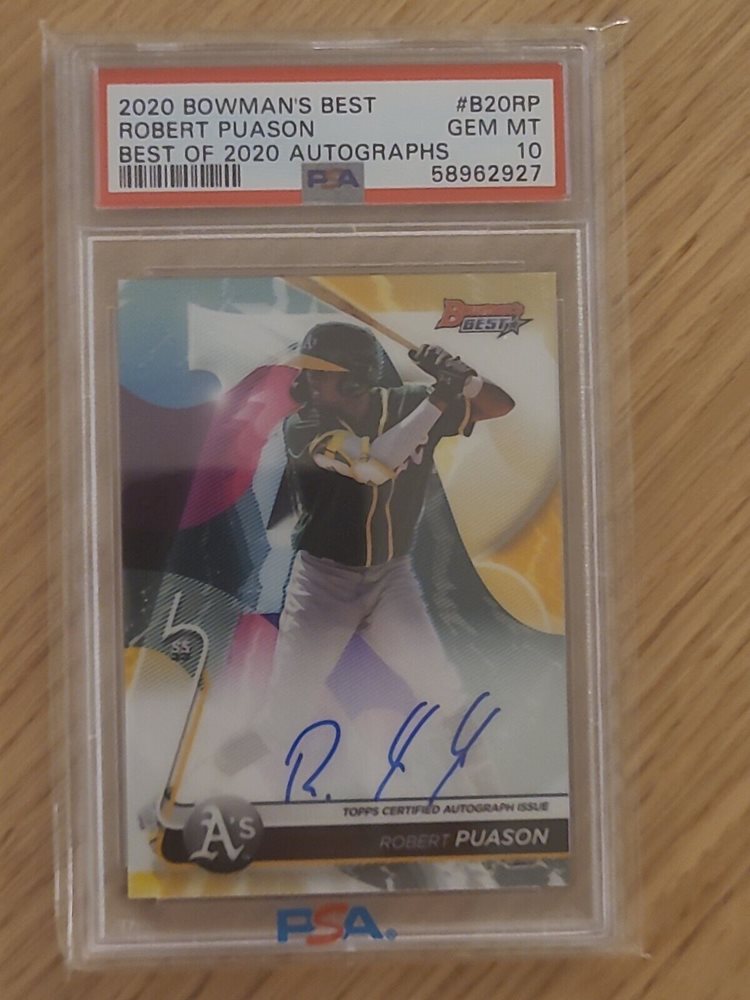 2020 BOWMAN'S BEST #B20RP
ROBERT PUASON GEM MT
BEST OF 2020 AUTOGRAPHS 10
PSA 58962927
BOWMAN'S
BEST
A's
SS
R.
TOPPS CERTIFIED AUTOGRAPH ISSUE
A's ROBERT PUASON
PSA®